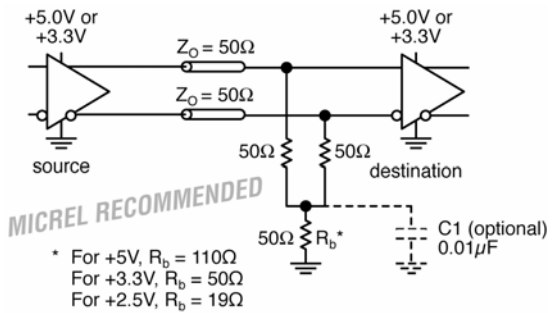 +5.0V or
+3.3V
+5.0V or
+3.3V
Z_O = 50Ω
Z_O = 50Ω
source
destination
50Ω
50Ω
MICREL RECOMMENDED
50Ω
R_b*
C1 (optional)
0.01µF
* For +5V, R_b = 110Ω
For +3.3V, R_b = 50Ω
For +2.5V, R_b = 19Ω